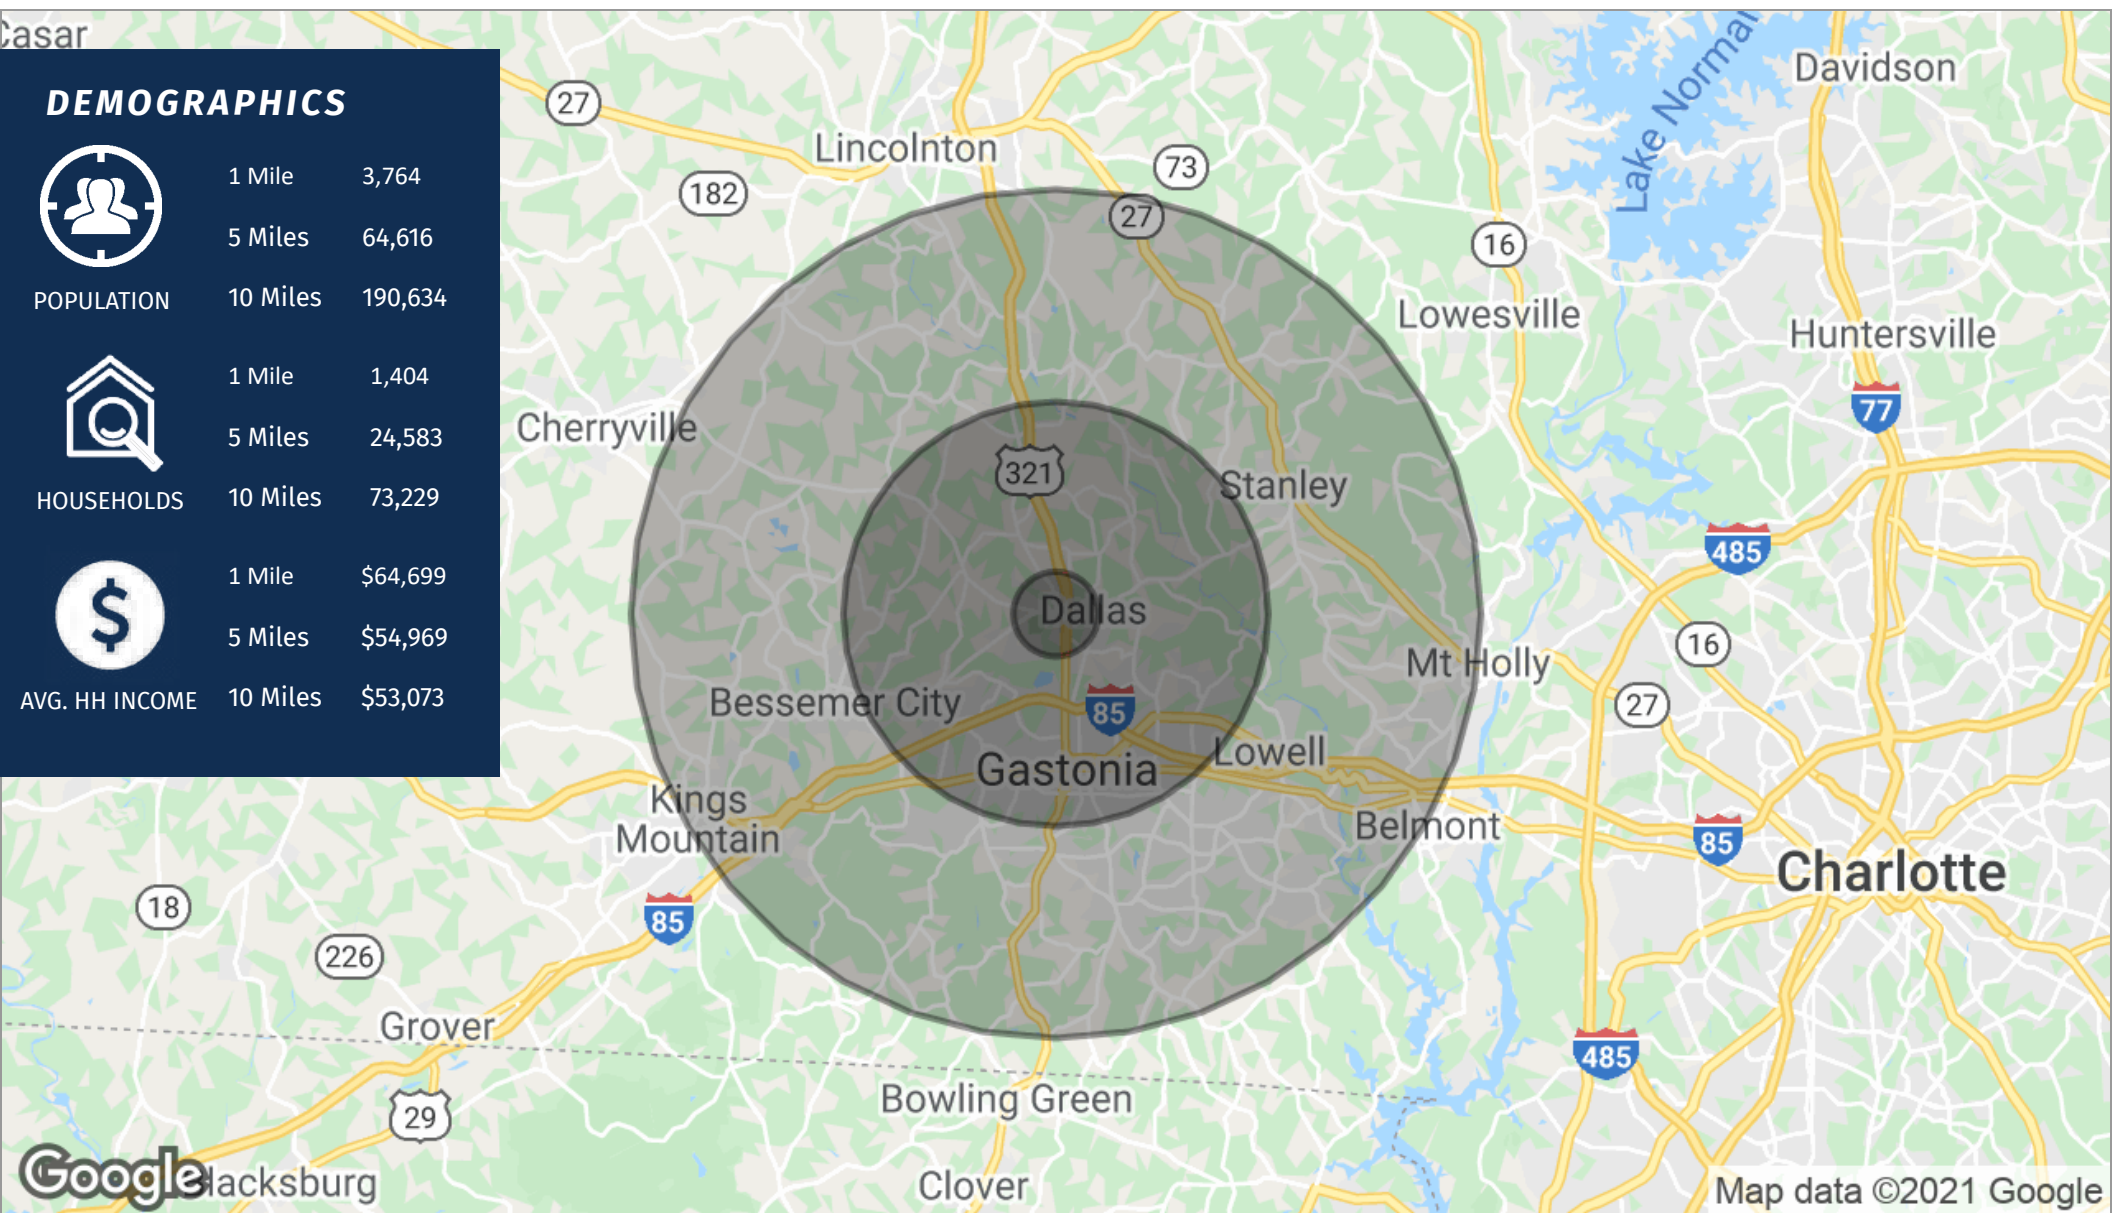 Casar
DEMOGRAPHICS
1 Mile 3,764
5 Miles 64,616
10 Miles 190,634
POPULATION
1 Mile 1,404
5 Miles 24,583
10 Miles 73,229
HOUSEHOLDS
$
1 Mile $64,699
5 Miles $54,969
10 Miles $53,073
AVG. HH INCOME
27
182
Lincolnton
73
27
16
Lake Norman
Davidson
Lowesville
Huntersville
77
Cherryville
321
Stanley
485
Dallas
Mt Holly
16
27
Bessemer City
85
Gastonia
Lowell
Kings
Mountain
Belmont
85
Charlotte
18
85
226
Grover
485
29
Bowling Green
Clover
Google
Blacksburg
Map data ©2021 Google